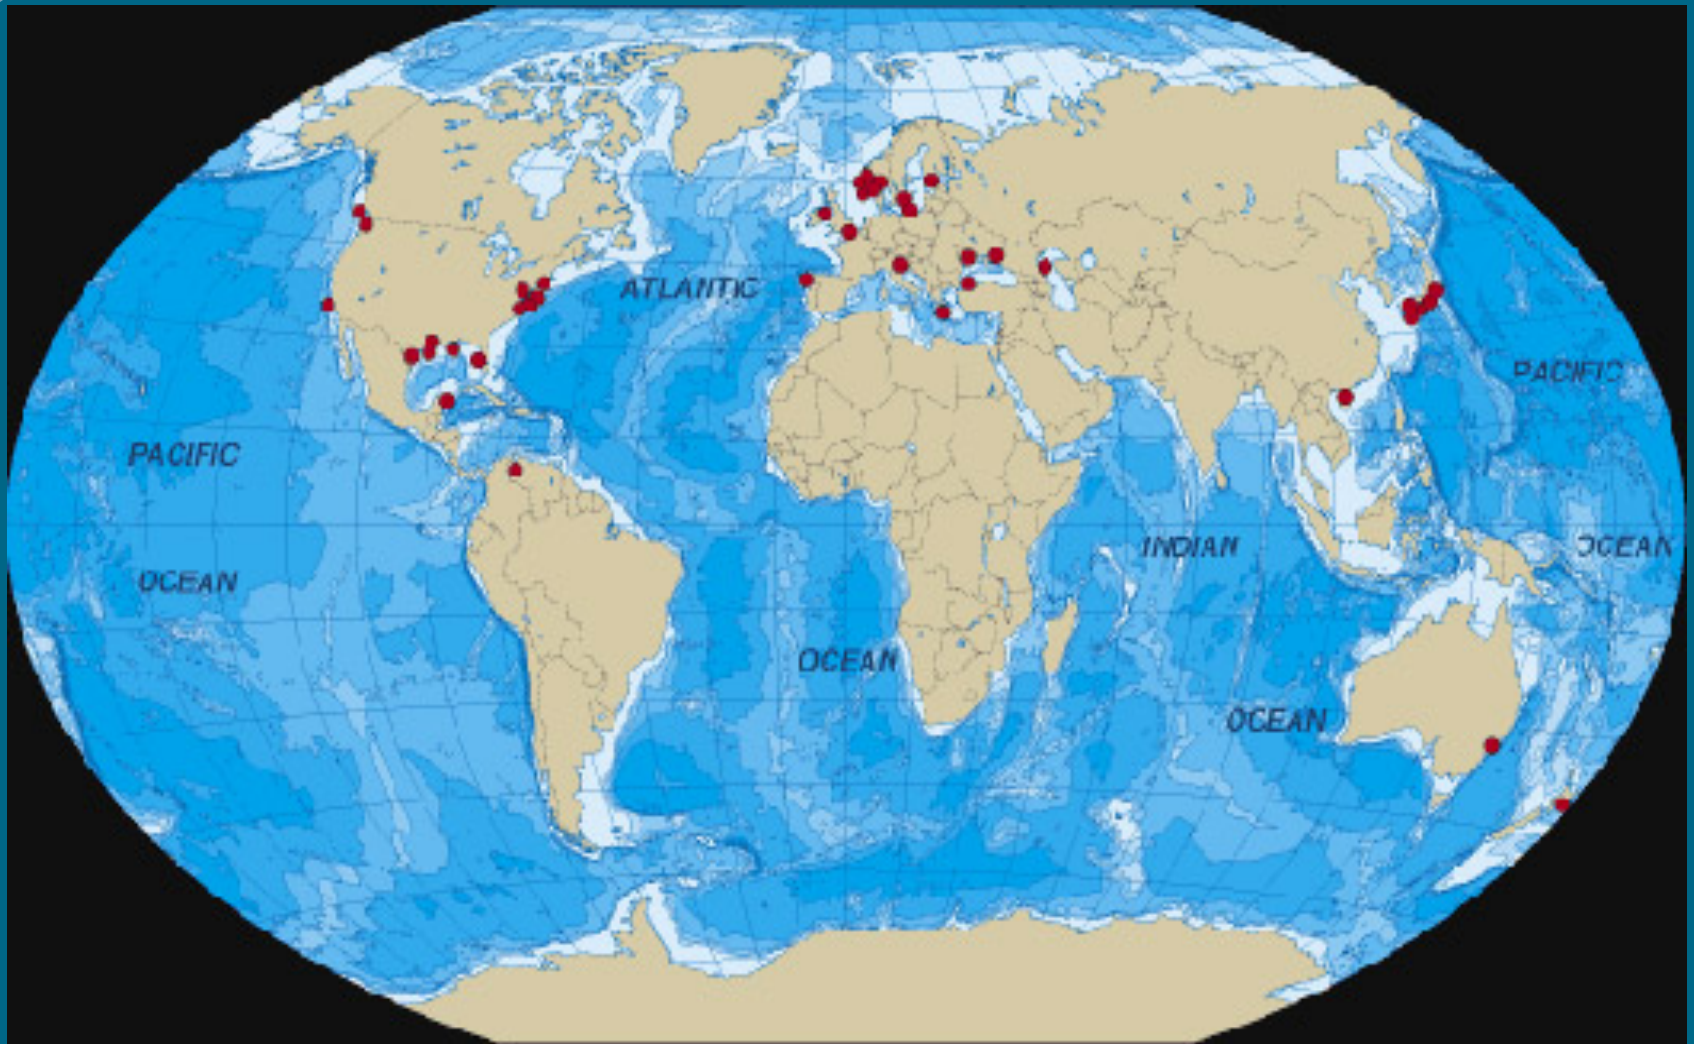 ATLANTIC
PACIFIC
PACIFIC
INDIAN
OCEAN
OCEAN
OCEAN
OCEAN